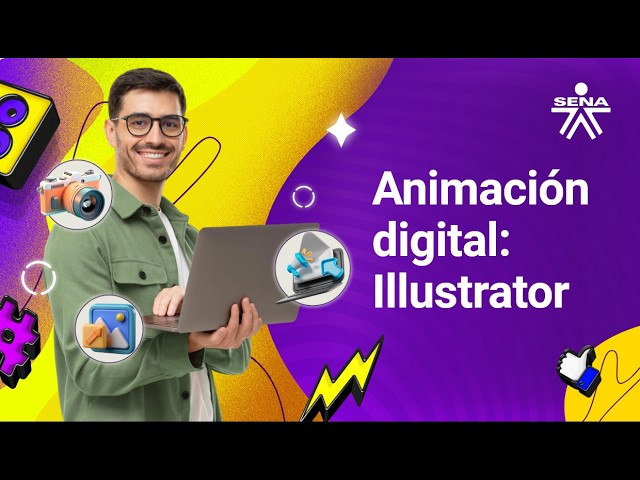 SENA
Animación
digital:
Illustrator